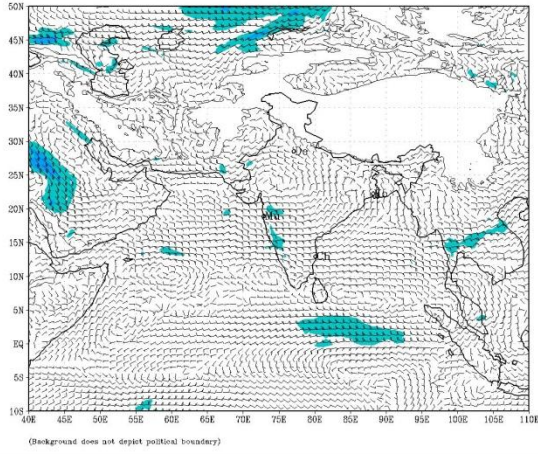 50N
45N
40N
35N
30N
25N
20N
15N
10N
5N
EQ
5S
10S
40E 45E 50E 55E 60E 65E 70E 75E 80E 85E 90E 95E 100E 105E 110E
(Background does not depict political boundary)